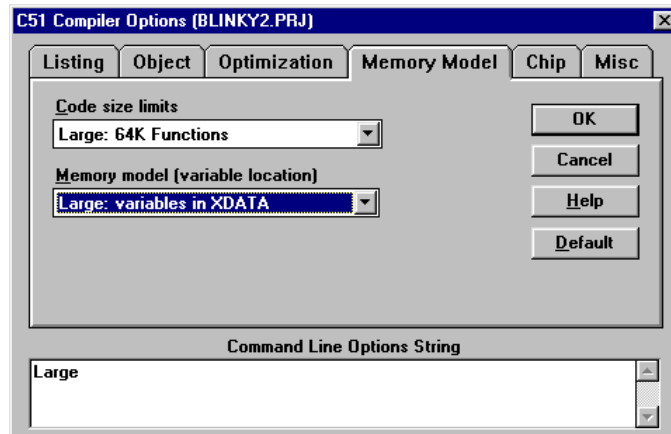 C51 Compiler Options (BLINKY2.PRJ)
Listing Object Optimization Memory Model Chip Misc
Code size limits
Large: 64K Functions
Memory model (variable location)
Large: variables in XDATA
OK
Cancel
Help
Default
Command Line Options String
Large